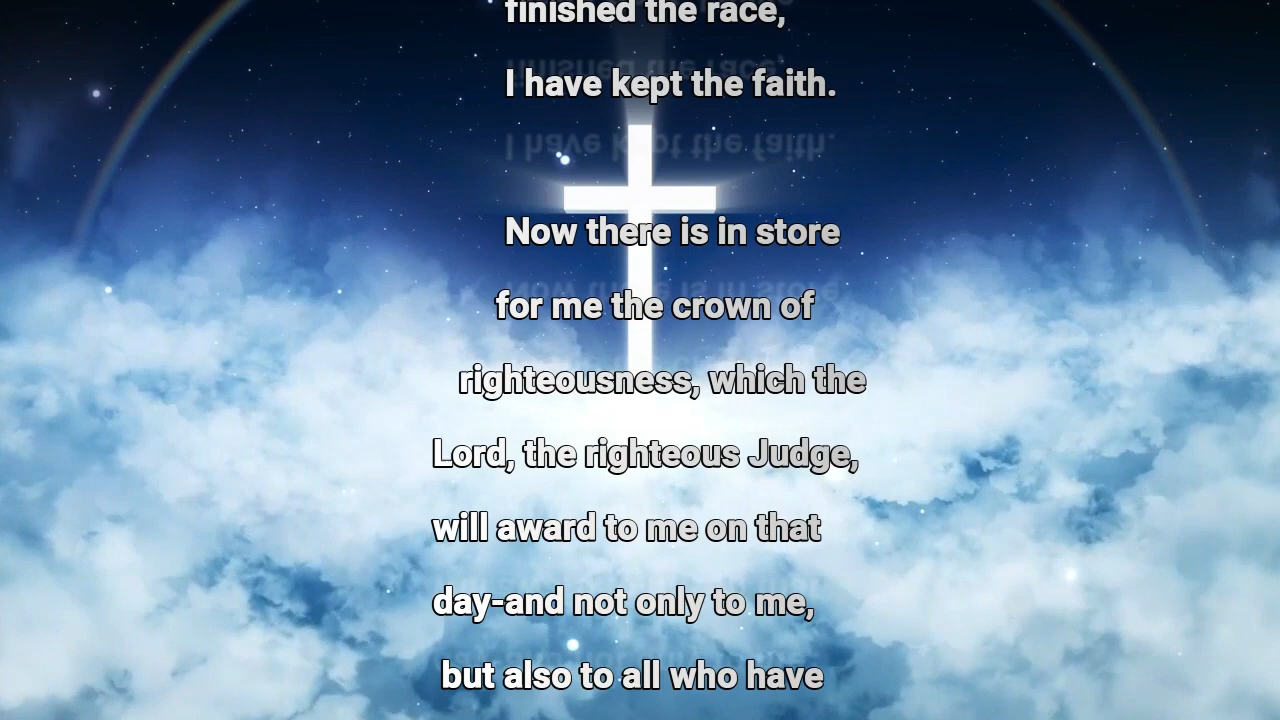 finished the race,
I have kept the faith.
Now there is in store
for me the crown of
righteousness, which the
Lord, the righteous Judge,
will award to me on that
day-and not only to me,
but also to all who have